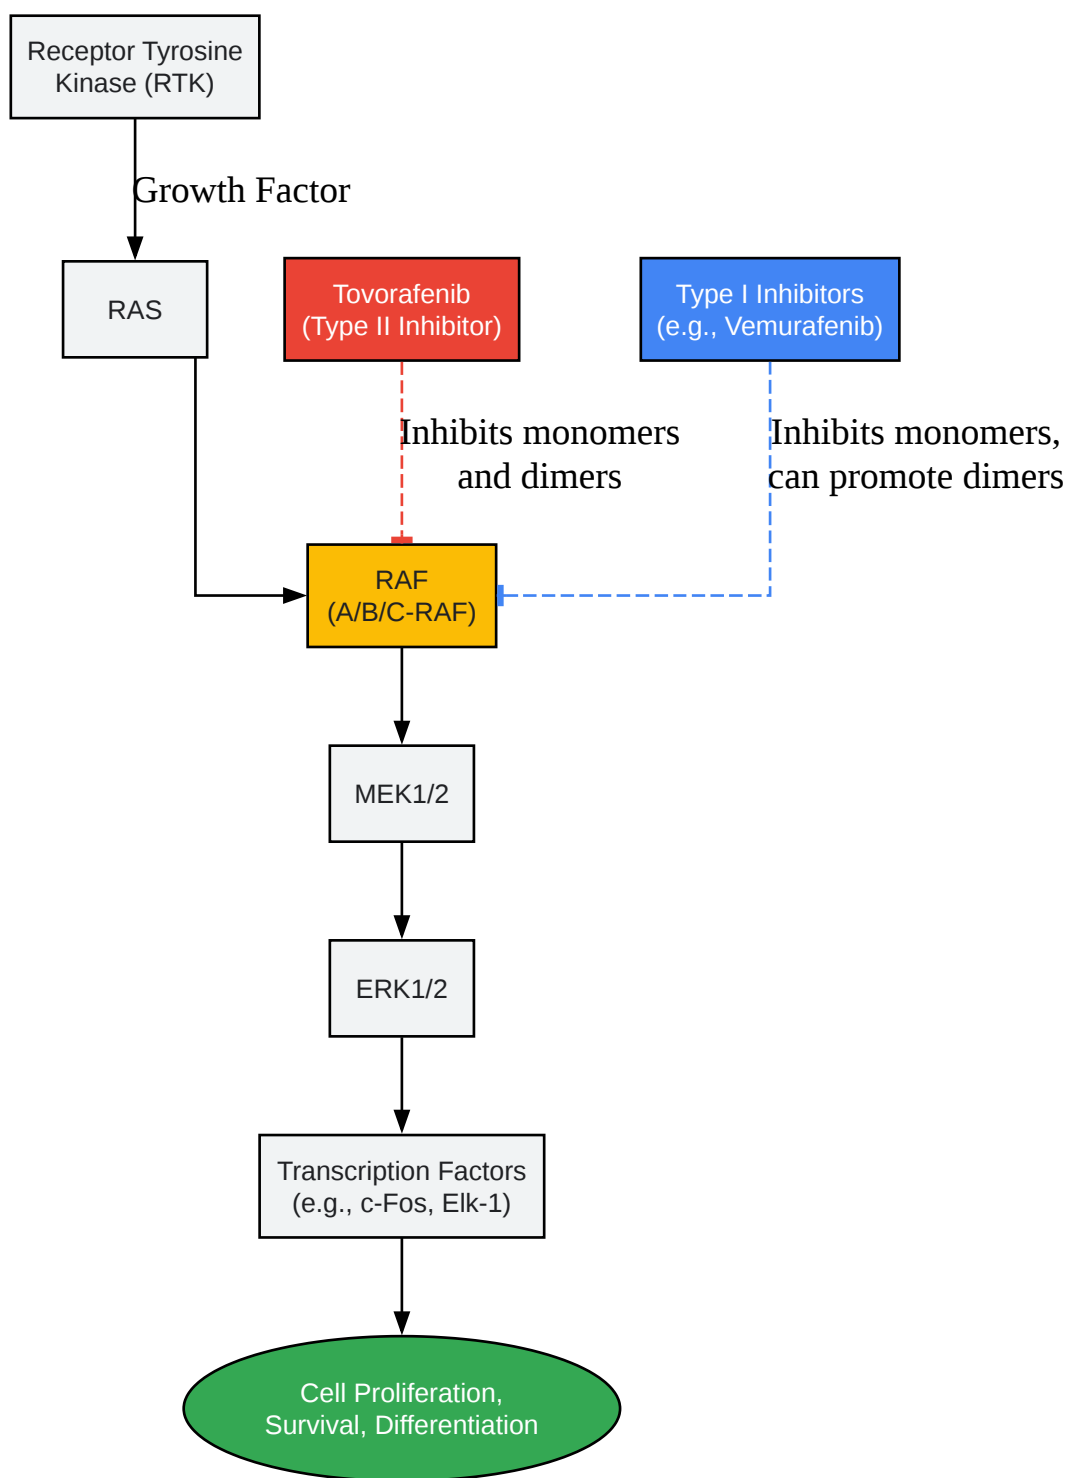 Receptor Tyrosine
Kinase (RTK)
Growth Factor
RAS
Tovorafenib
(Type II Inhibitor)
Type I Inhibitors
(e.g., Vemurafenib)
Inhibits monomers
and dimers
Inhibits monomers,
can promote dimers
RAF
(A/B/C-RAF)
MEK1/2
ERK1/2
Transcription Factors
(e.g., c-Fos, Elk-1)
Cell Proliferation,
Survival, Differentiation